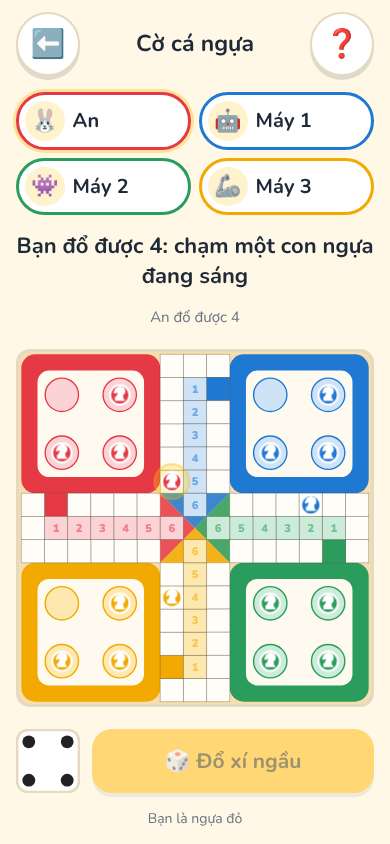 Cờ cá ngựa
An
Máy 1
Máy 2
Máy 3
Bạn đổ được 4: chạm một con ngựa
đang sáng
An đổ được 4
1
2
3
4
5
6
1 2 3 4 5 6
6 5 4 3 2 1
6
5
4
3
2
1
Đổ xí ngầu
Bạn là ngựa đỏ